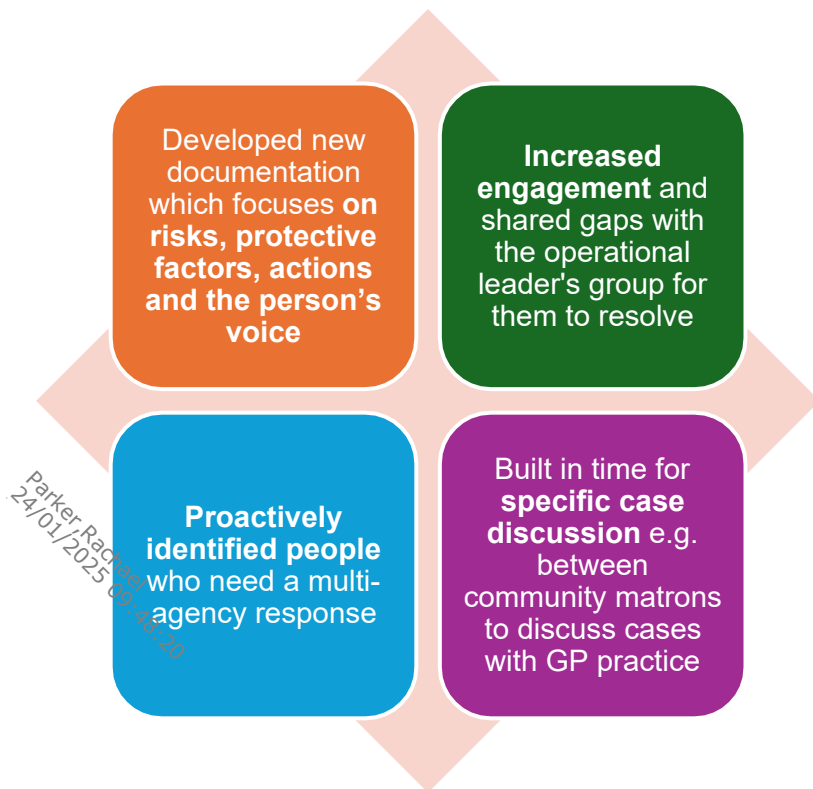 Developed new
documentation
which focuses on
risks, protective
factors, actions
and the person’s
voice
Increased
engagement and
shared gaps with
the operational
leader's group for
them to resolve
Proactively
identified people
who need a multi-
agency response
Built in time for
specific case
discussion e.g.
between
community matrons
to discuss cases
with GP practice
Parker,Rachael
24/01/2025 09:48:20